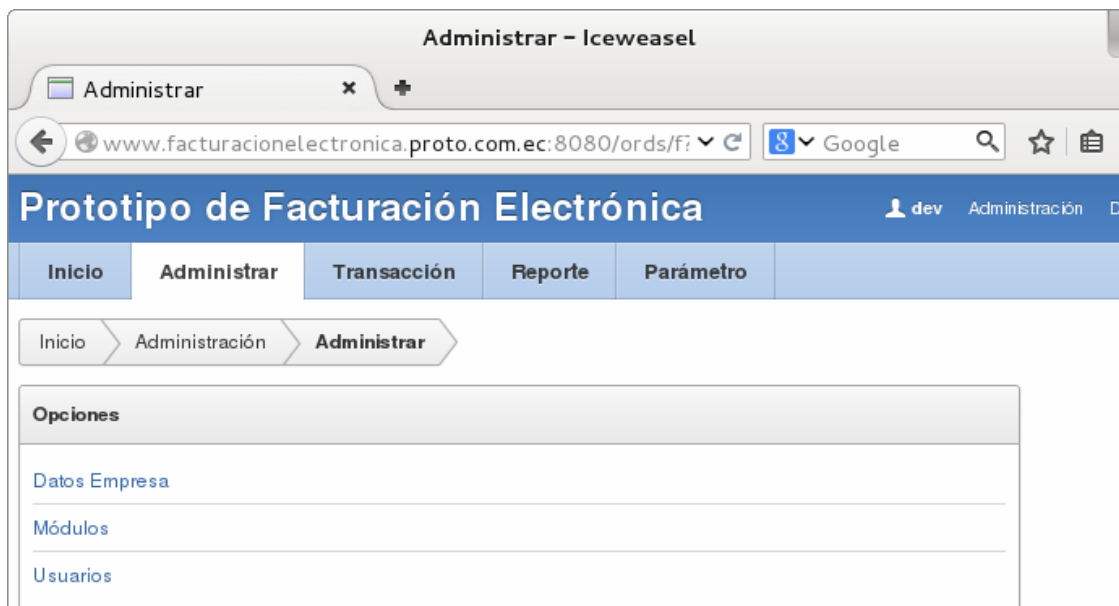 Administrar – Iceweasel
Administrar
www.facturacionelectronica.proto.com.ec:8080/ords/f? Google
Prototipo de Facturación Electrónica dev Administración D
Inicio Administrar Transacción Reporte Parámetro
Inicio Administración Administrar
Opciones
Datos Empresa
Módulos
Usuarios